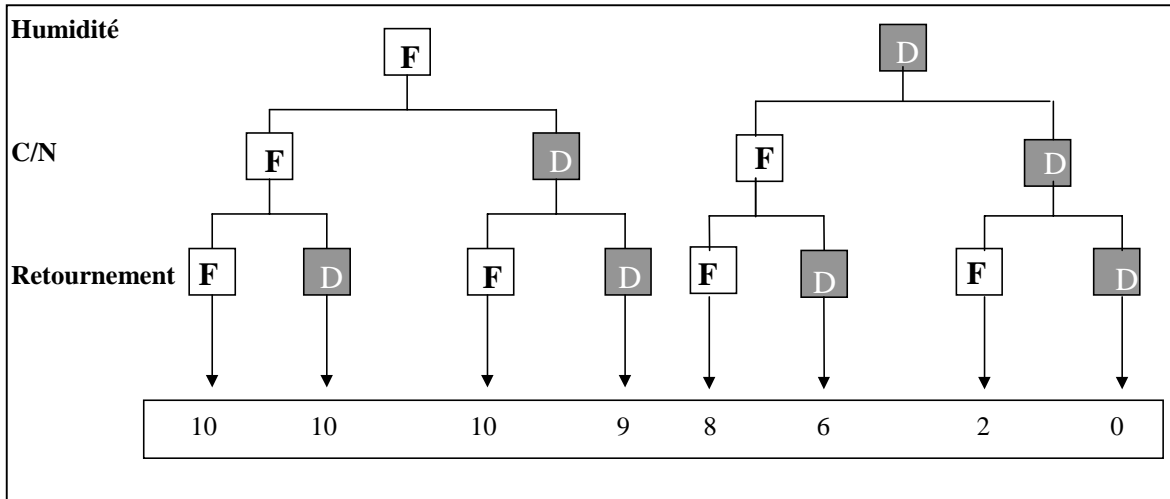 Humidité
F D
C/N
F D F D
Retournement
F D F D F D F D
10 10 10 9 8 6 2 0